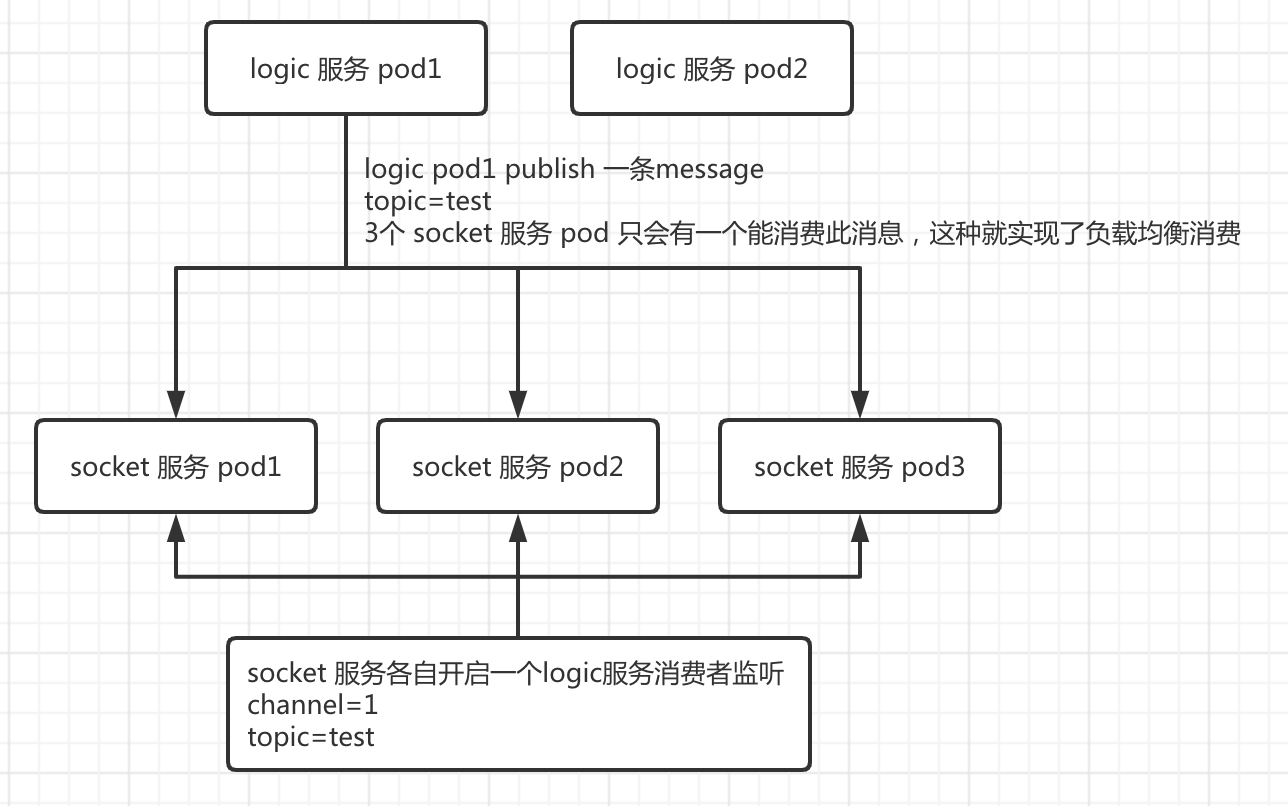 logic 服务 pod1
logic 服务 pod2
logic pod1 publish 一条message
topic=test
3个 socket 服务 pod 只会有一个能消费此消息，这种就实现了负载均衡消费
socket 服务 pod1
socket 服务 pod2
socket 服务 pod3
socket 服务各自开启一个logic服务消费者监听
channel=1
topic=test